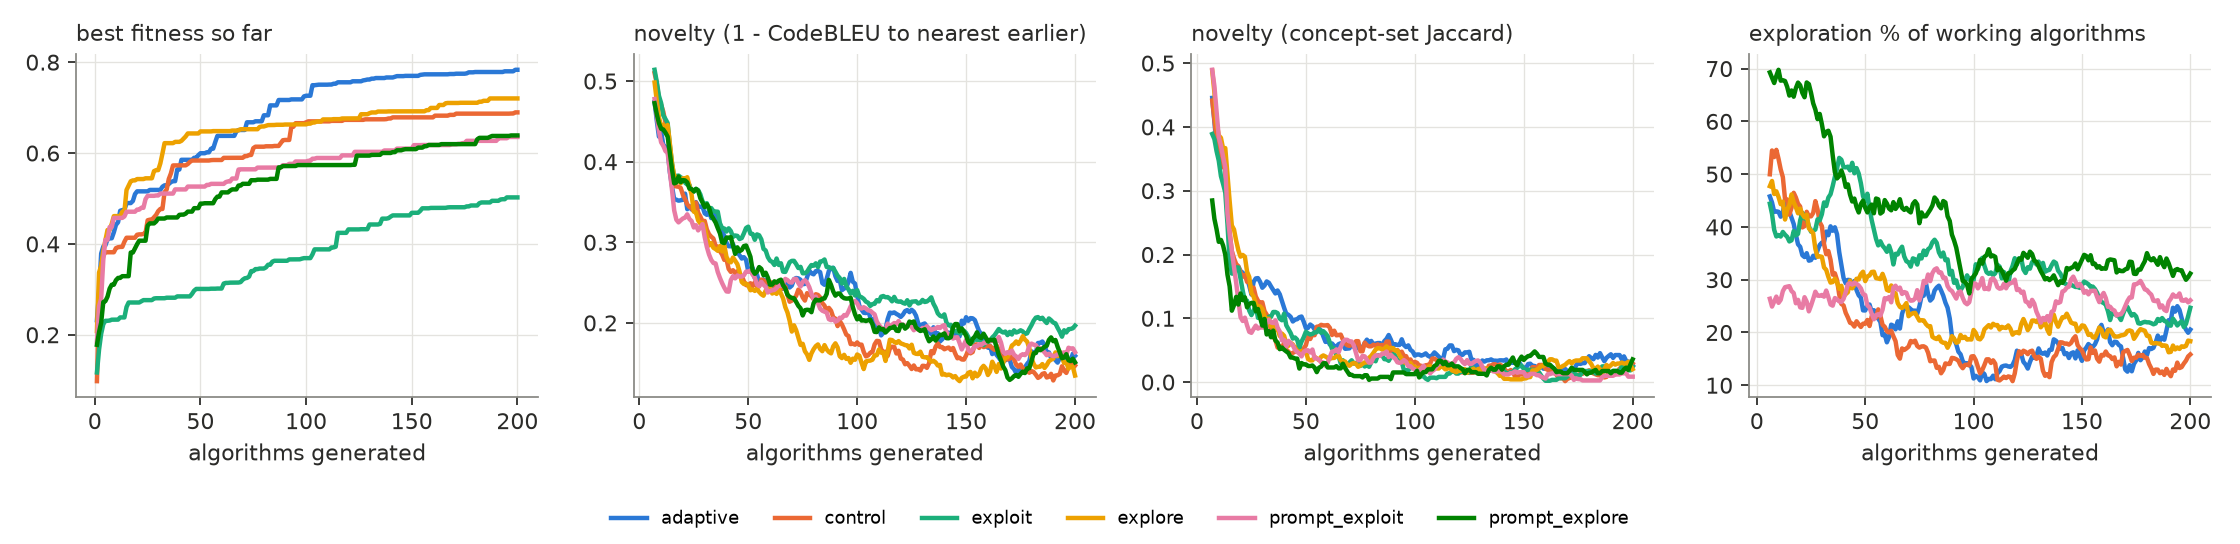 best fitness so far
0.8
0.6
0.4
0.2
0
50
100
150
200
algorithms generated
novelty (1 - CodeBLEU to nearest earlier)
0.5
0.4
0.3
0.2
0
50
100
150
200
algorithms generated
novelty (concept-set Jaccard)
0.5
0.4
0.3
0.2
0.1
0.0
0
50
100
150
200
algorithms generated
exploration % of working algorithms
70
60
50
40
30
20
10
0
50
100
150
200
algorithms generated
adaptive
control
exploit
explore
prompt_exploit
prompt_explore